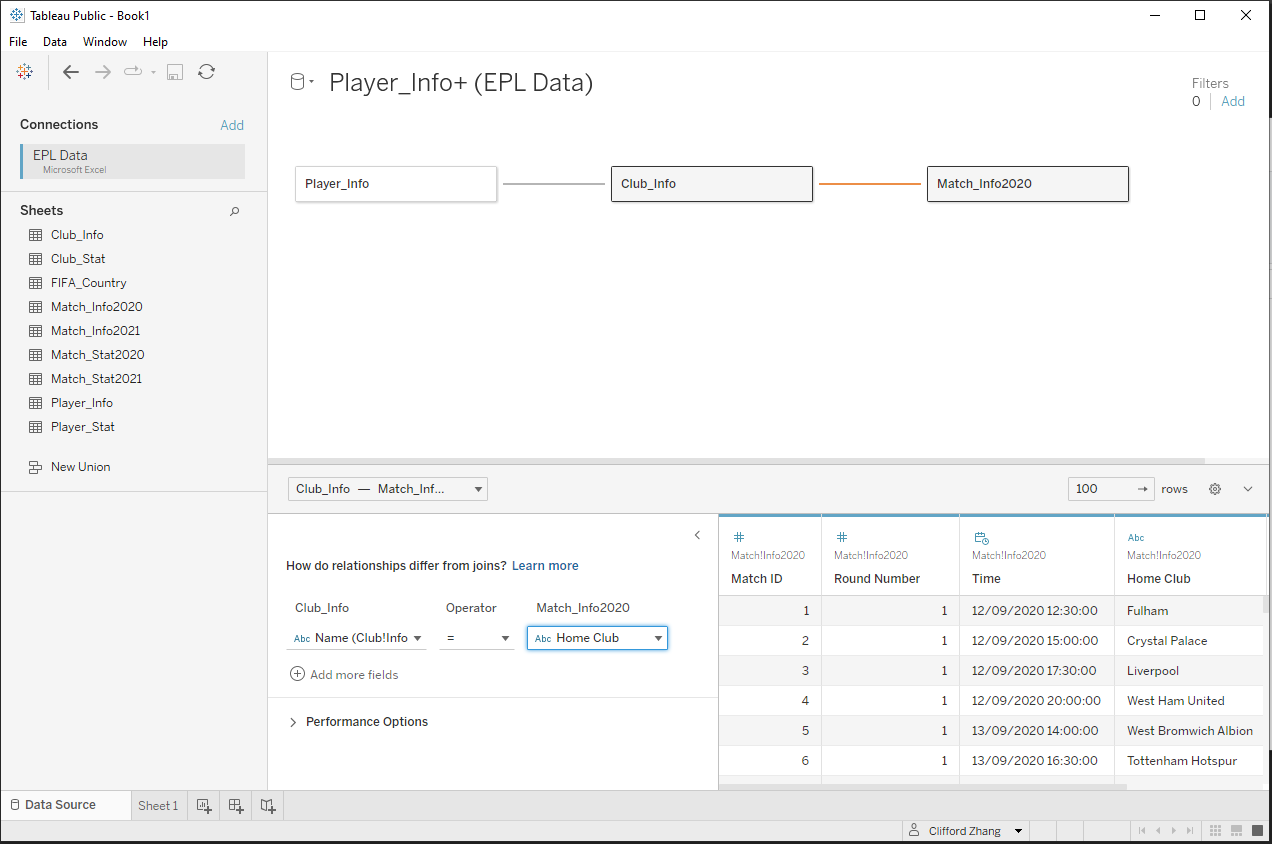 Tableau Public - Book1
File Data Window Help
Connections Add
EPL Data
Microsoft Excel
Sheets
Club_Info
Club_Stat
FIFA_Country
Match_Info2020
Match_Info2021
Match_Stat2020
Match_Stat2021
Player_Info
Player_Stat
New Union
Player_Info+ (EPL Data)
Filters
0 Add
Player_Info Club_Info Match_Info2020
Club_Info — Match_Inf... 100 rows
How do relationships differ from joins? Learn more
Club_Info Operator Match_Info2020
Abc Name (Club!Info = Abc Home Club
Add more fields
Performance Options
# # Abc
Match!Info2020 Match!Info2020 Match!Info2020 Match!Info2020
Match ID Round Number Time Home Club
1 1 12/09/2020 12:30:00 Fulham
2 1 12/09/2020 15:00:00 Crystal Palace
3 1 12/09/2020 17:30:00 Liverpool
4 1 12/09/2020 20:00:00 West Ham United
5 1 13/09/2020 14:00:00 West Bromwich Albion
6 1 13/09/2020 16:30:00 Tottenham Hotspur
Data Source Sheet 1
Clifford Zhang